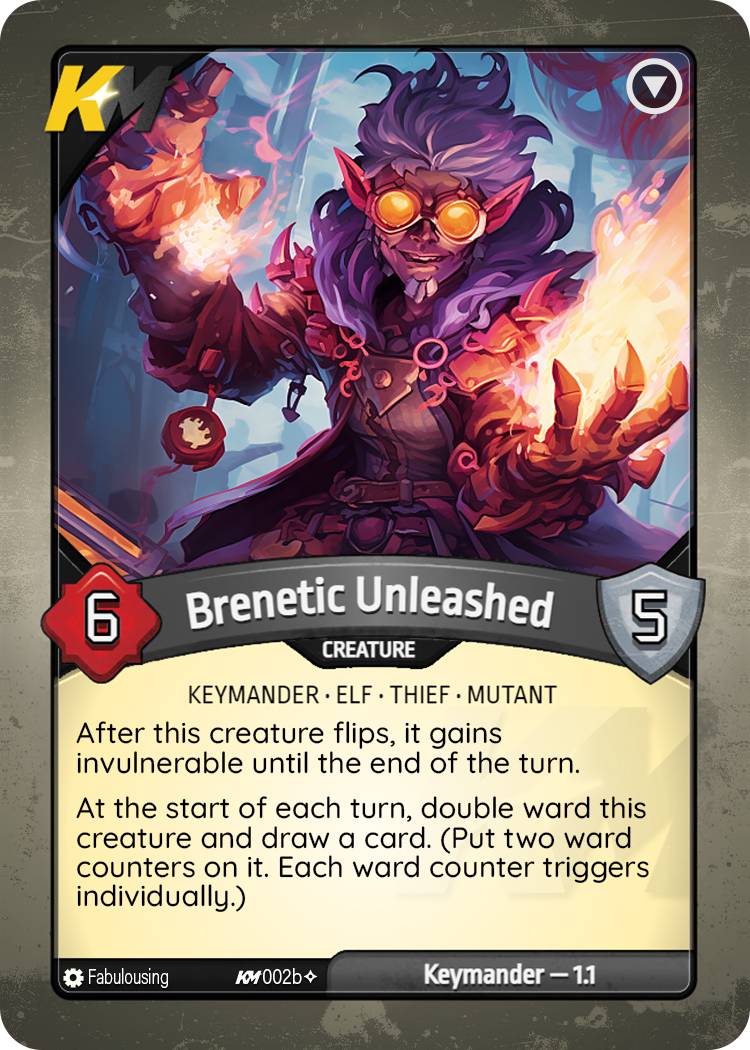 KM
6
Brenetic Unleashed
5
CREATURE
KEYMANDER · ELF · THIEF · MUTANT
After this creature flips, it gains
invulnerable until the end of the turn.
At the start of each turn, double ward this
creature and draw a card. (Put two ward
counters on it. Each ward counter triggers
individually.)
Fabulousing
KM002b
Keymander — 1.1